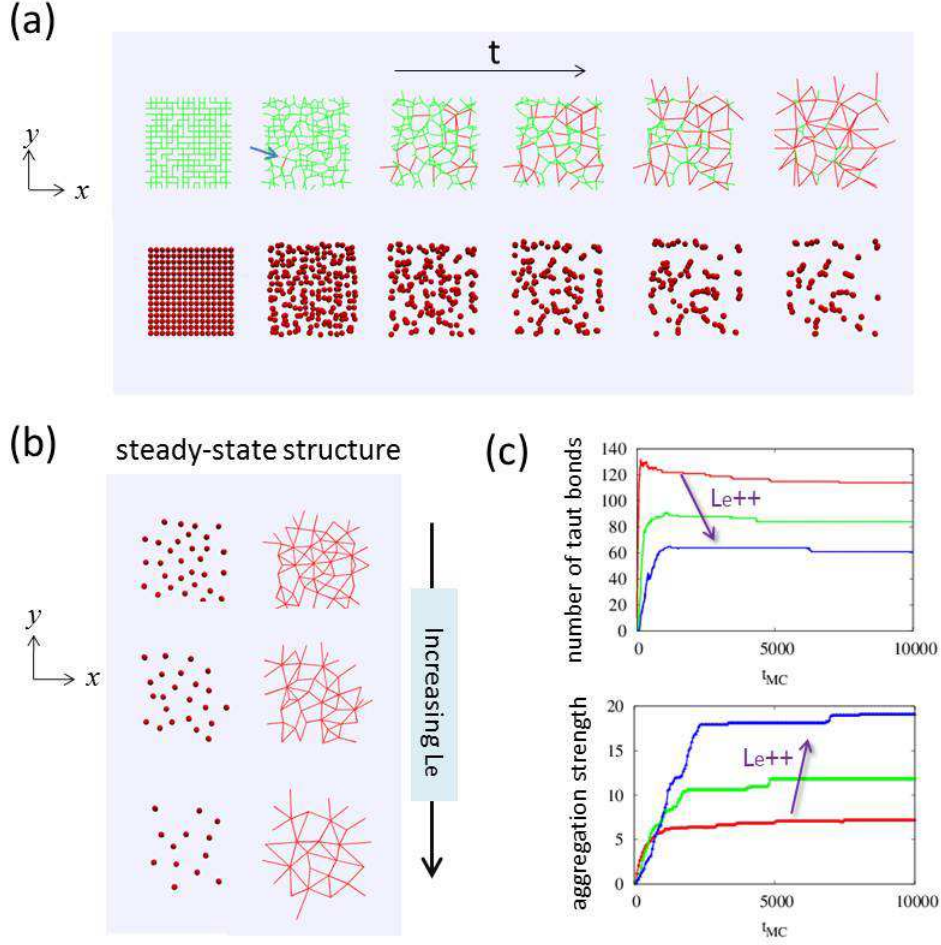 (a)
t
y
x
(b)
steady-state structure
y
x
Increasing Le
(c)
number of taut bonds
140
120
100
80
60
40
20
0
Le++
0
5000
10000
tMC
aggregation strength
20
15
10
5
0
Le++
0
5000
10000
tMC